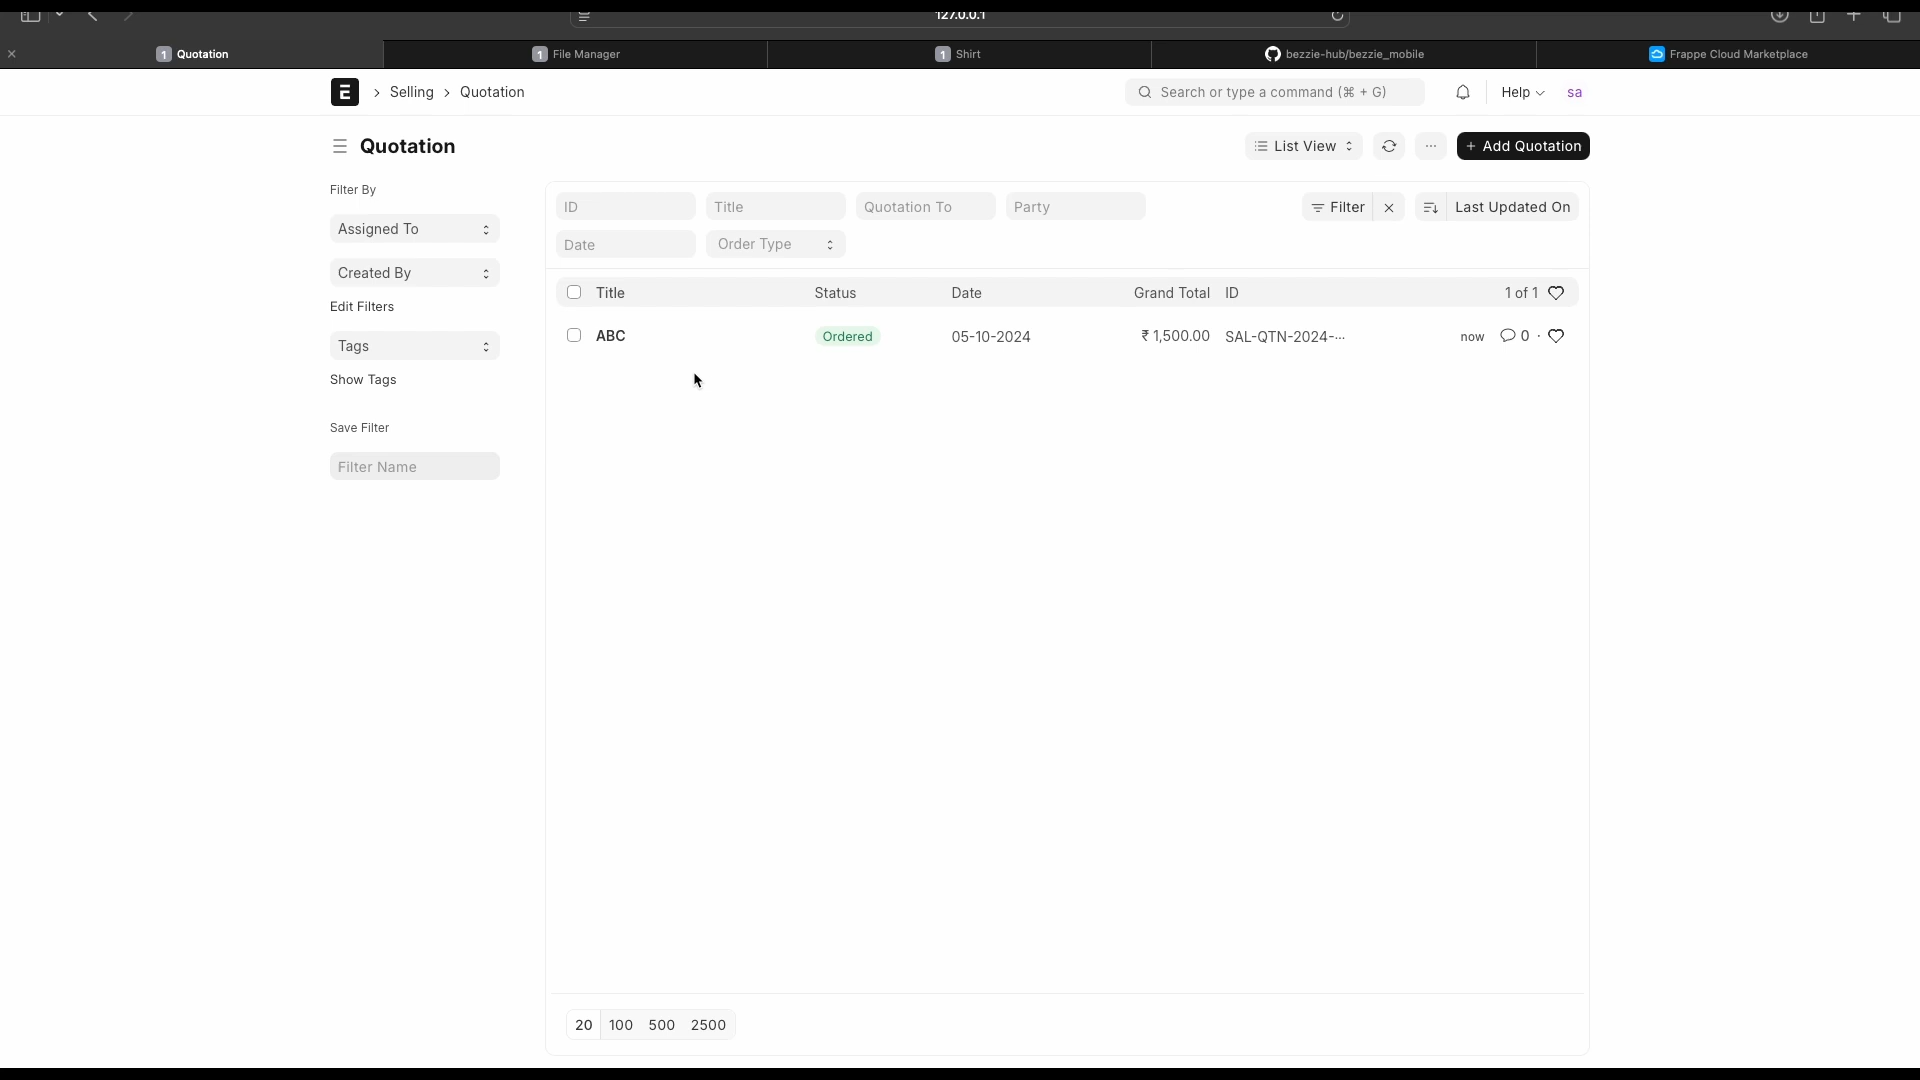 127.0.0.1
1 Quotation
1 File Manager
1 Shirt
bezzie-hub/bezzie_mobile
Frappe Cloud Marketplace
E
Selling
Quotation
Search or type a command (⌘ + G)
Help
sa
Quotation
List View
+ Add Quotation
Filter By
Assigned To
Created By
Edit Filters
Tags
Show Tags
Save Filter
Filter Name
ID
Title
Quotation To
Party
Filter
Last Updated On
Date
Order Type
Title Status Date Grand Total ID 1 of 1
ABC Ordered 05-10-2024 ₹ 1,500.00 SAL-QTN-2024-... now 0 ·
20 100 500 2500